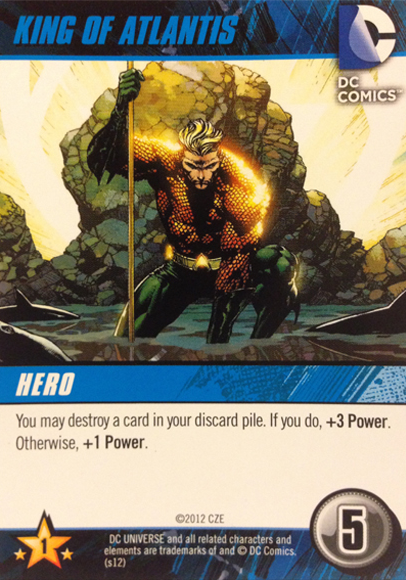 KING OF ATLANTIS
DC
COMICS™
HERO
You may destroy a card in your discard pile. If you do, +3 Power.
Otherwise, +1 Power.
©2012 CZE
1
DC UNIVERSE and all related characters and
elements are trademarks of and © DC Comics.
(s12)
5